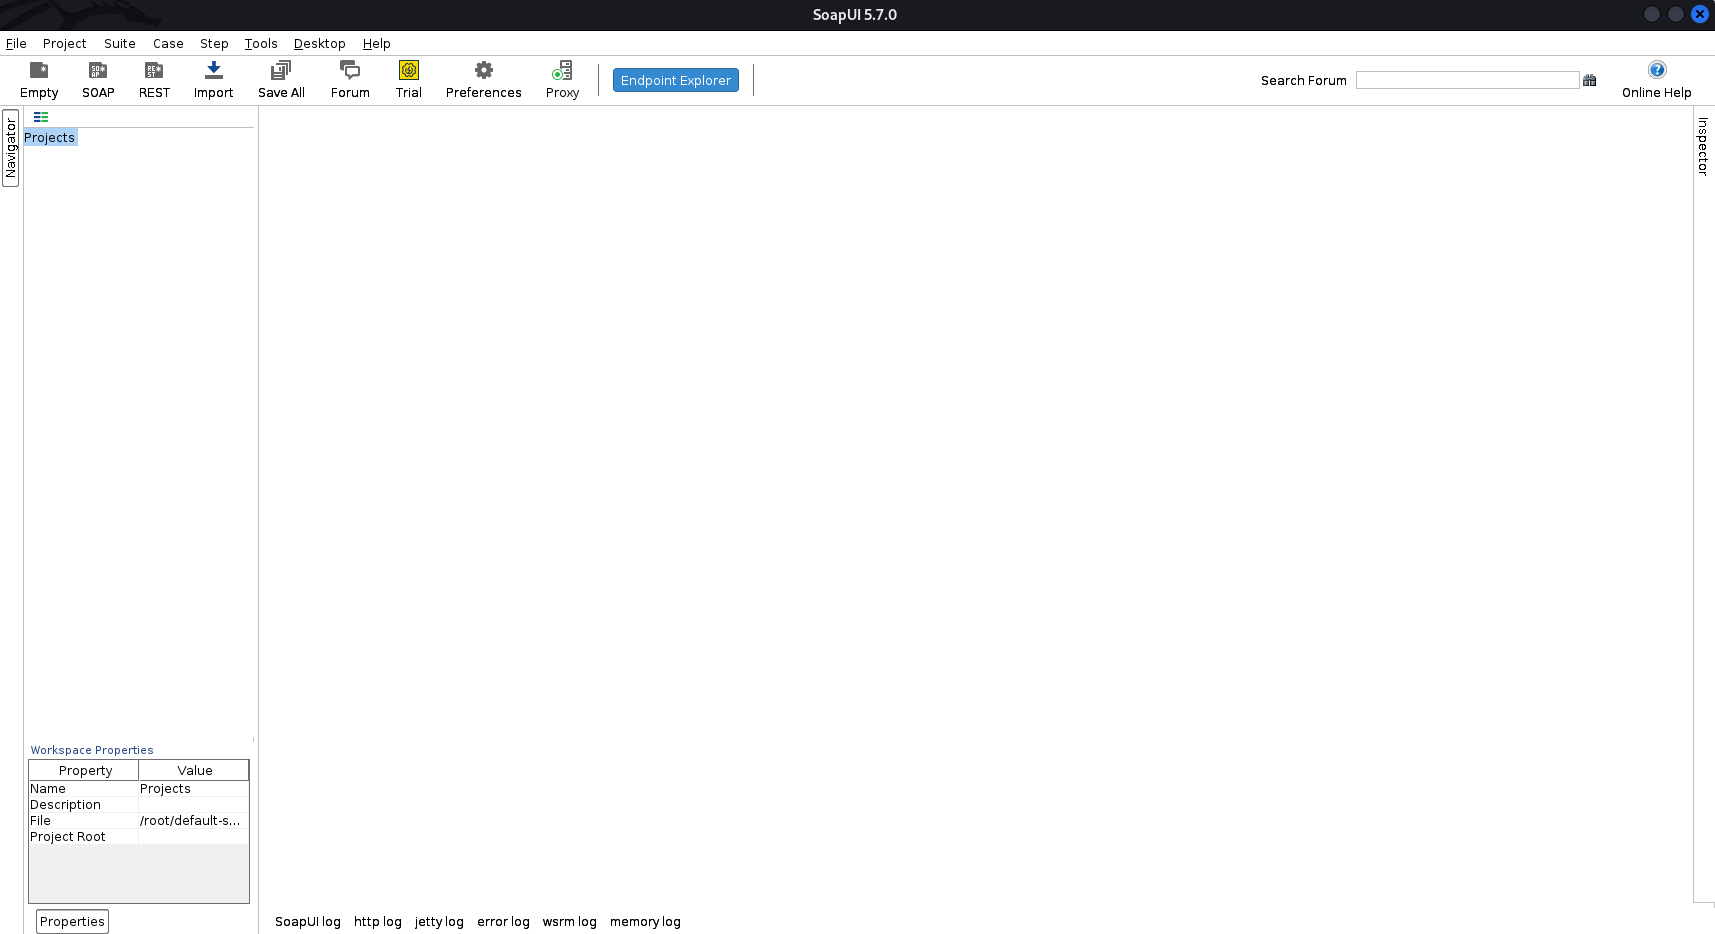 SoapUI 5.7.0
File Project Suite Case Step Tools Desktop Help
Empty SOAP REST Import Save All Forum Trial Preferences Proxy
Endpoint Explorer
Search Forum
Online Help
Navigator
Projects
Inspector
Workspace Properties
Property Value
Name Projects
Description
File /root/default-s...
Project Root
Properties
SoapUI log http log jetty log error log wsrm log memory log